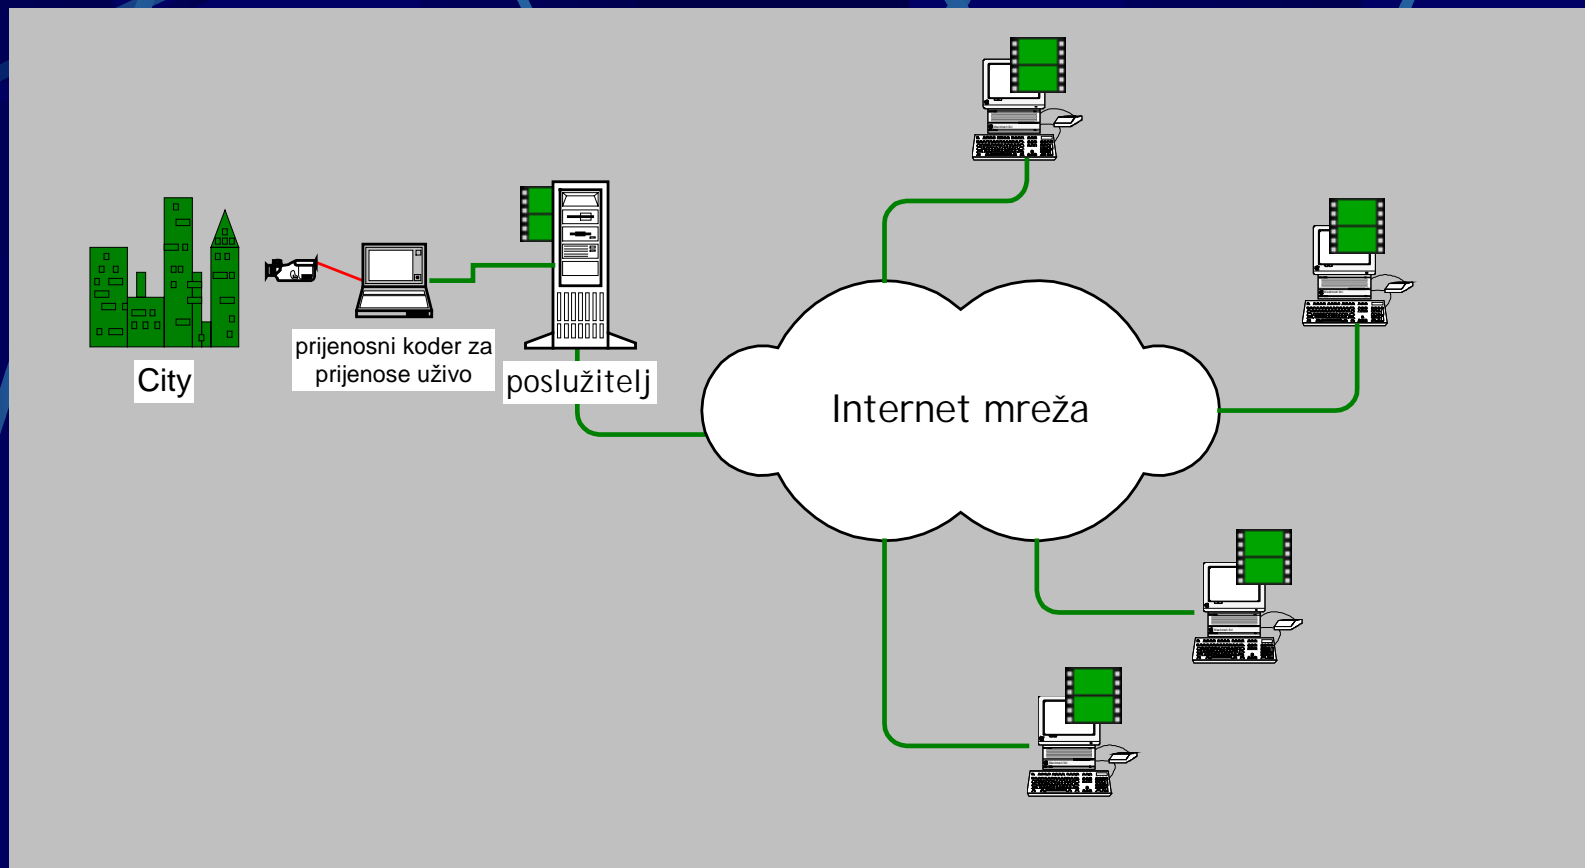 City
prijenosni koder za
prijenose uživo
poslužitelj
Internet mreža